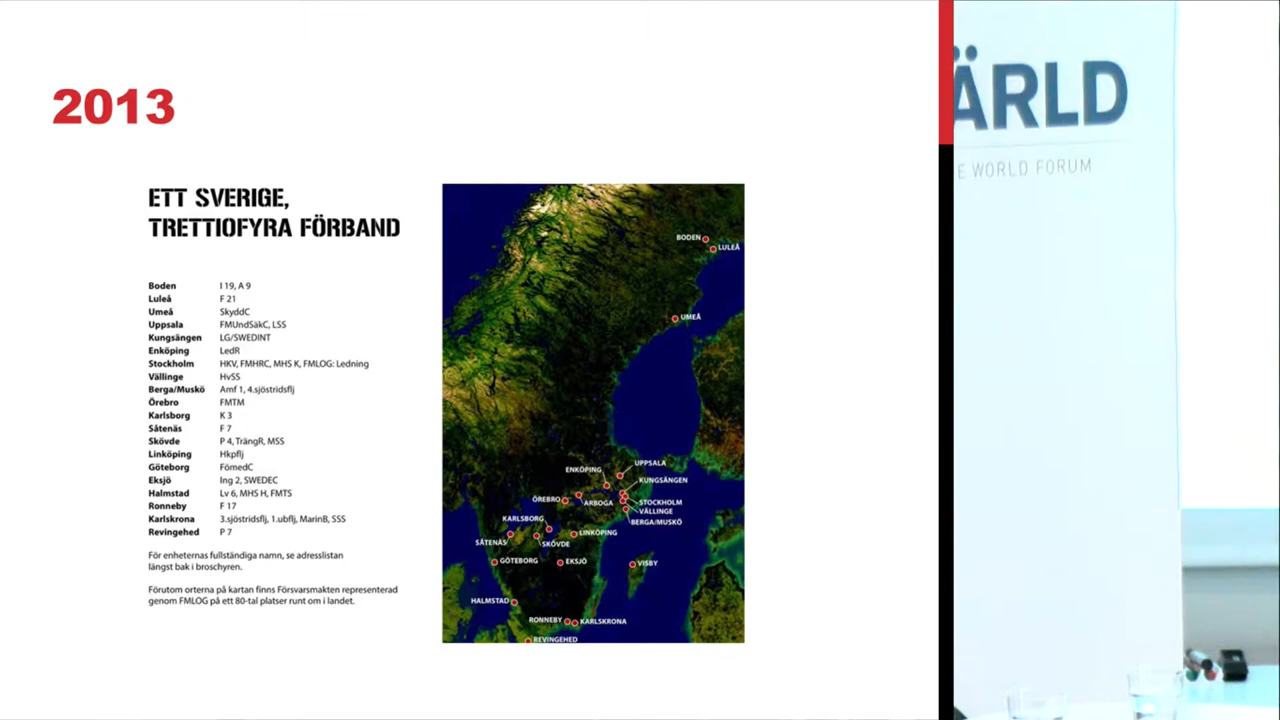 2013
ETT SVERIGE,
TRETTIOFYRA FÖRBAND
Boden I 19, A 9
Luleå F 21
Umeå SkyddC
Uppsala FMUndSäkC, LSS
Kungsängen LG/SWEDINT
Enköping LedR
Stockholm HKV, FMHRC, MHS K, FMLOG: Ledning
Vällinge HvSS
Berga/Muskö Amf 1, 4.sjöstridsflj
Örebro FMTM
Karlsborg K 3
Såtenäs F 7
Skövde P 4, TrängR, MSS
Linköping Hkpflj
Göteborg FömedC
Eksjö Ing 2, SWEDEC
Halmstad Lv 6, MHS H, FMTS
Ronneby F 17
Karlskrona 3.sjöstridsflj, 1.ubflj, MarinB, SSS
Revingehed P 7
För enheternas fullständiga namn, se adresslistan
längst bak i broschyren.
Förutom orterna på kartan finns Försvarsmakten representerad
genom FMLOG på ett 80-tal platser runt om i landet.
BODEN
LULEÅ
UMEÅ
UPPSALA
ENKÖPING
KUNGSÄNGEN
ÖREBRO
ARBOGA
STOCKHOLM
VÄLLINGE
BERGA/MUSKÖ
KARLSBORG
LINKÖPING
SÅTENÄS
SKÖVDE
GÖTEBORG
EKSJÖ
VISBY
HALMSTAD
RONNEBY
KARLSKRONA
REVINGEHED
ÄRLD
E WORLD FORUM